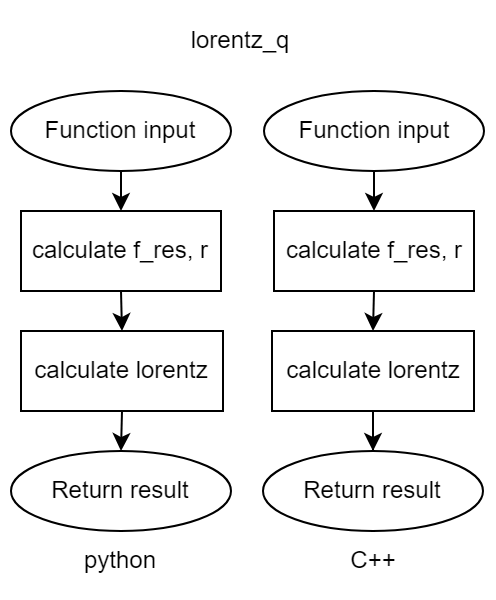 lorentz_q
Function input
Function input
calculate f_res, r
calculate f_res, r
calculate lorentz
calculate lorentz
Return result
Return result
python
C++